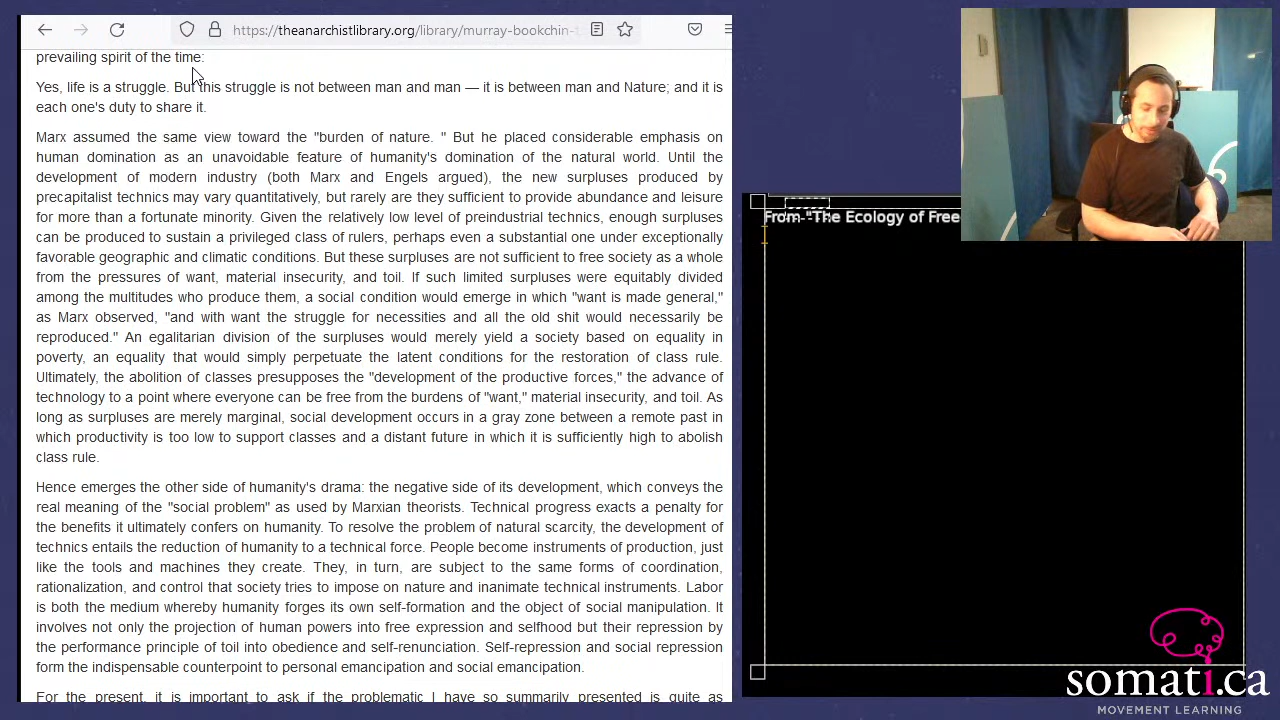 https://theanarchistlibrary.org/library/murray-bookchin-t
prevailing spirit of the time:
Yes, life is a struggle. But this struggle is not between man and man — it is between man and Nature; and it is
each one's duty to share it.
Marx assumed the same view toward the "burden of nature. " But he placed considerable emphasis on
human domination as an unavoidable feature of humanity's domination of the natural world. Until the
development of modern industry (both Marx and Engels argued), the new surpluses produced by
precapitalist technics may vary quantitatively, but rarely are they sufficient to provide abundance and leisure
for more than a fortunate minority. Given the relatively low level of preindustrial technics, enough surpluses
can be produced to sustain a privileged class of rulers, perhaps even a substantial one under exceptionally
favorable geographic and climatic conditions. But these surpluses are not sufficient to free society as a whole
from the pressures of want, material insecurity, and toil. If such limited surpluses were equitably divided
among the multitudes who produce them, a social condition would emerge in which "want is made general,"
as Marx observed, "and with want the struggle for necessities and all the old shit would necessarily be
reproduced." An egalitarian division of the surpluses would merely yield a society based on equality in
poverty, an equality that would simply perpetuate the latent conditions for the restoration of class rule.
Ultimately, the abolition of classes presupposes the "development of the productive forces," the advance of
technology to a point where everyone can be free from the burdens of "want," material insecurity, and toil. As
long as surpluses are merely marginal, social development occurs in a gray zone between a remote past in
which productivity is too low to support classes and a distant future in which it is sufficiently high to abolish
class rule.
Hence emerges the other side of humanity's drama: the negative side of its development, which conveys the
real meaning of the "social problem" as used by Marxian theorists. Technical progress exacts a penalty for
the benefits it ultimately confers on humanity. To resolve the problem of natural scarcity, the development of
technics entails the reduction of humanity to a technical force. People become instruments of production, just
like the tools and machines they create. They, in turn, are subject to the same forms of coordination,
rationalization, and control that society tries to impose on nature and inanimate technical instruments. Labor
is both the medium whereby humanity forges its own self-formation and the object of social manipulation. It
involves not only the projection of human powers into free expression and selfhood but their repression by
the performance principle of toil into obedience and self-renunciation. Self-repression and social repression
form the indispensable counterpoint to personal emancipation and social emancipation.
For the present, it is important to ask if the problematic I have so summarily presented is quite as
From "The Ecology of Free
somati.ca
MOVEMENT LEARNING